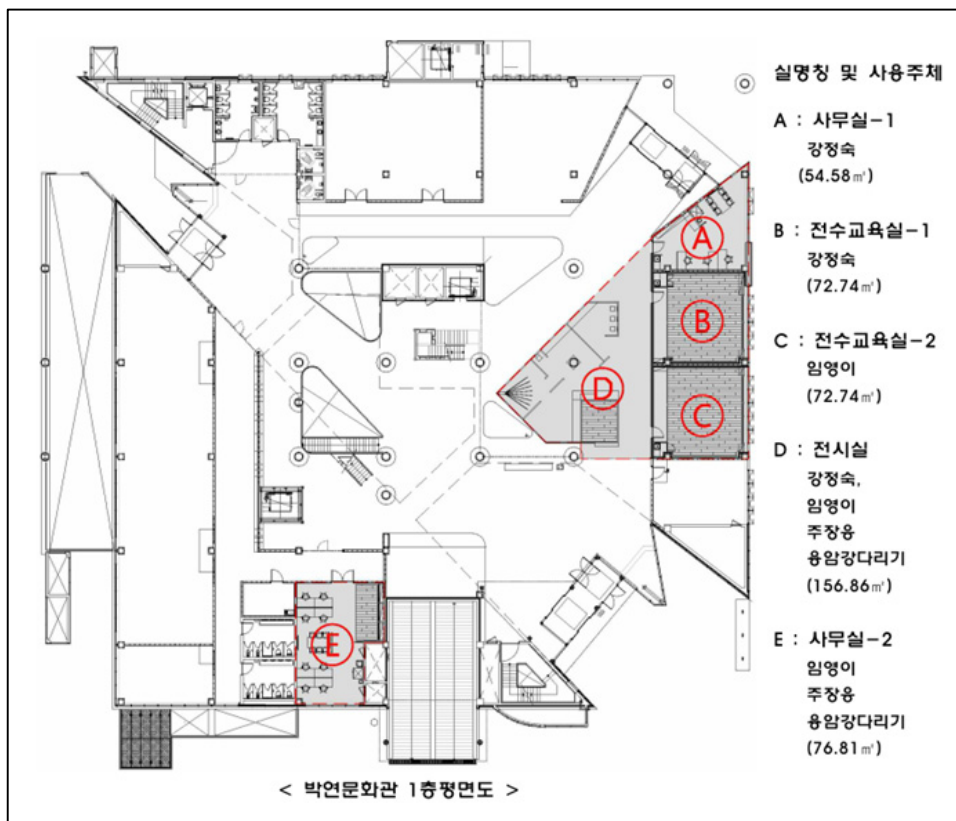 실명칭 및 사용주체
A : 사무실-1
강정숙
(54.58㎡)
B : 전수교육실-1
강정숙
(72.74㎡)
C : 전수교육실-2
임영이
(72.74㎡)
D : 전시실
강정숙,
임영이
주장응
용암강다리기
(156.86㎡)
E : 사무실-2
임영이
주장응
용암강다리기
(76.81㎡)
A
B
C
D
E
< 박연문화관 1층평면도 >